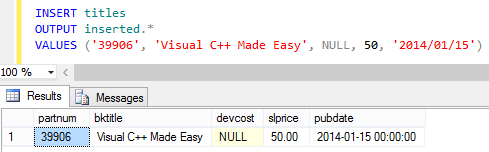 INSERT titles
OUTPUT inserted.*
VALUES ('39906', 'Visual C++ Made Easy', NULL, 50, '2014/01/15')
100 %
Results Messages
partnum bktitle devcost slprice pubdate
1 39906 Visual C++ Made Easy NULL 50.00 2014-01-15 00:00:00